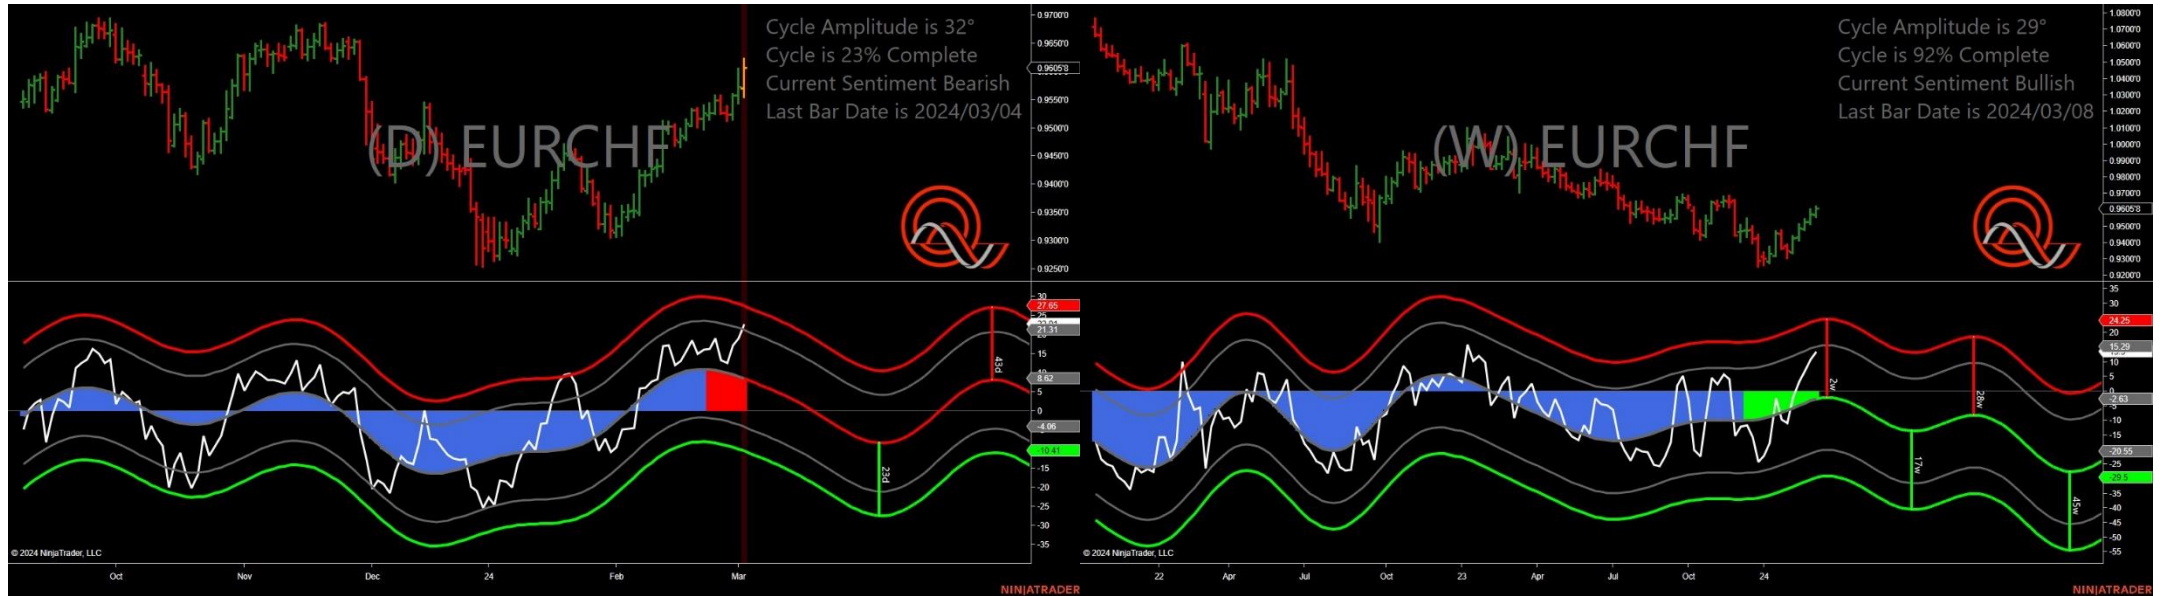 Cycle Amplitude is 32°
Cycle is 23% Complete
Current Sentiment Bearish
Last Bar Date is 2024/03/04
(D) EURCHF
0.9700'0
0.9650'0
0.9605'8
0.9550'0
0.9500'0
0.9450'0
0.9400'0
0.9350'0
0.9300'0
0.9250'0
30
27.65
25
21.31
15
10
8.62
5
0
-4.06
-10.41
-15
-20
-25
-30
-35
43d
23d
© 2024 NinjaTrader, LLC
Oct Nov Dec 24 Feb Mar
NINJATRADER
Cycle Amplitude is 29°
Cycle is 92% Complete
Current Sentiment Bullish
Last Bar Date is 2024/03/08
(W) EURCHF
1.0800'0
1.0600'0
1.0500'0
1.0400'0
1.0300'0
1.0200'0
1.0100'0
1.0000'0
0.9900'0
0.9800'0
0.9700'0
0.9605'8
0.9500'0
0.9400'0
0.9300'0
0.9200'0
35
30
24.25
20
15.29
10
5
0
-2.63
-5
-10
-15
-20.55
-25
-29.5
-35
-40
-45
-50
-55
2w
28w
17w
45w
© 2024 NinjaTrader, LLC
22 Apr Jul Oct 23 Apr Jul Oct 24
NINJATRADER